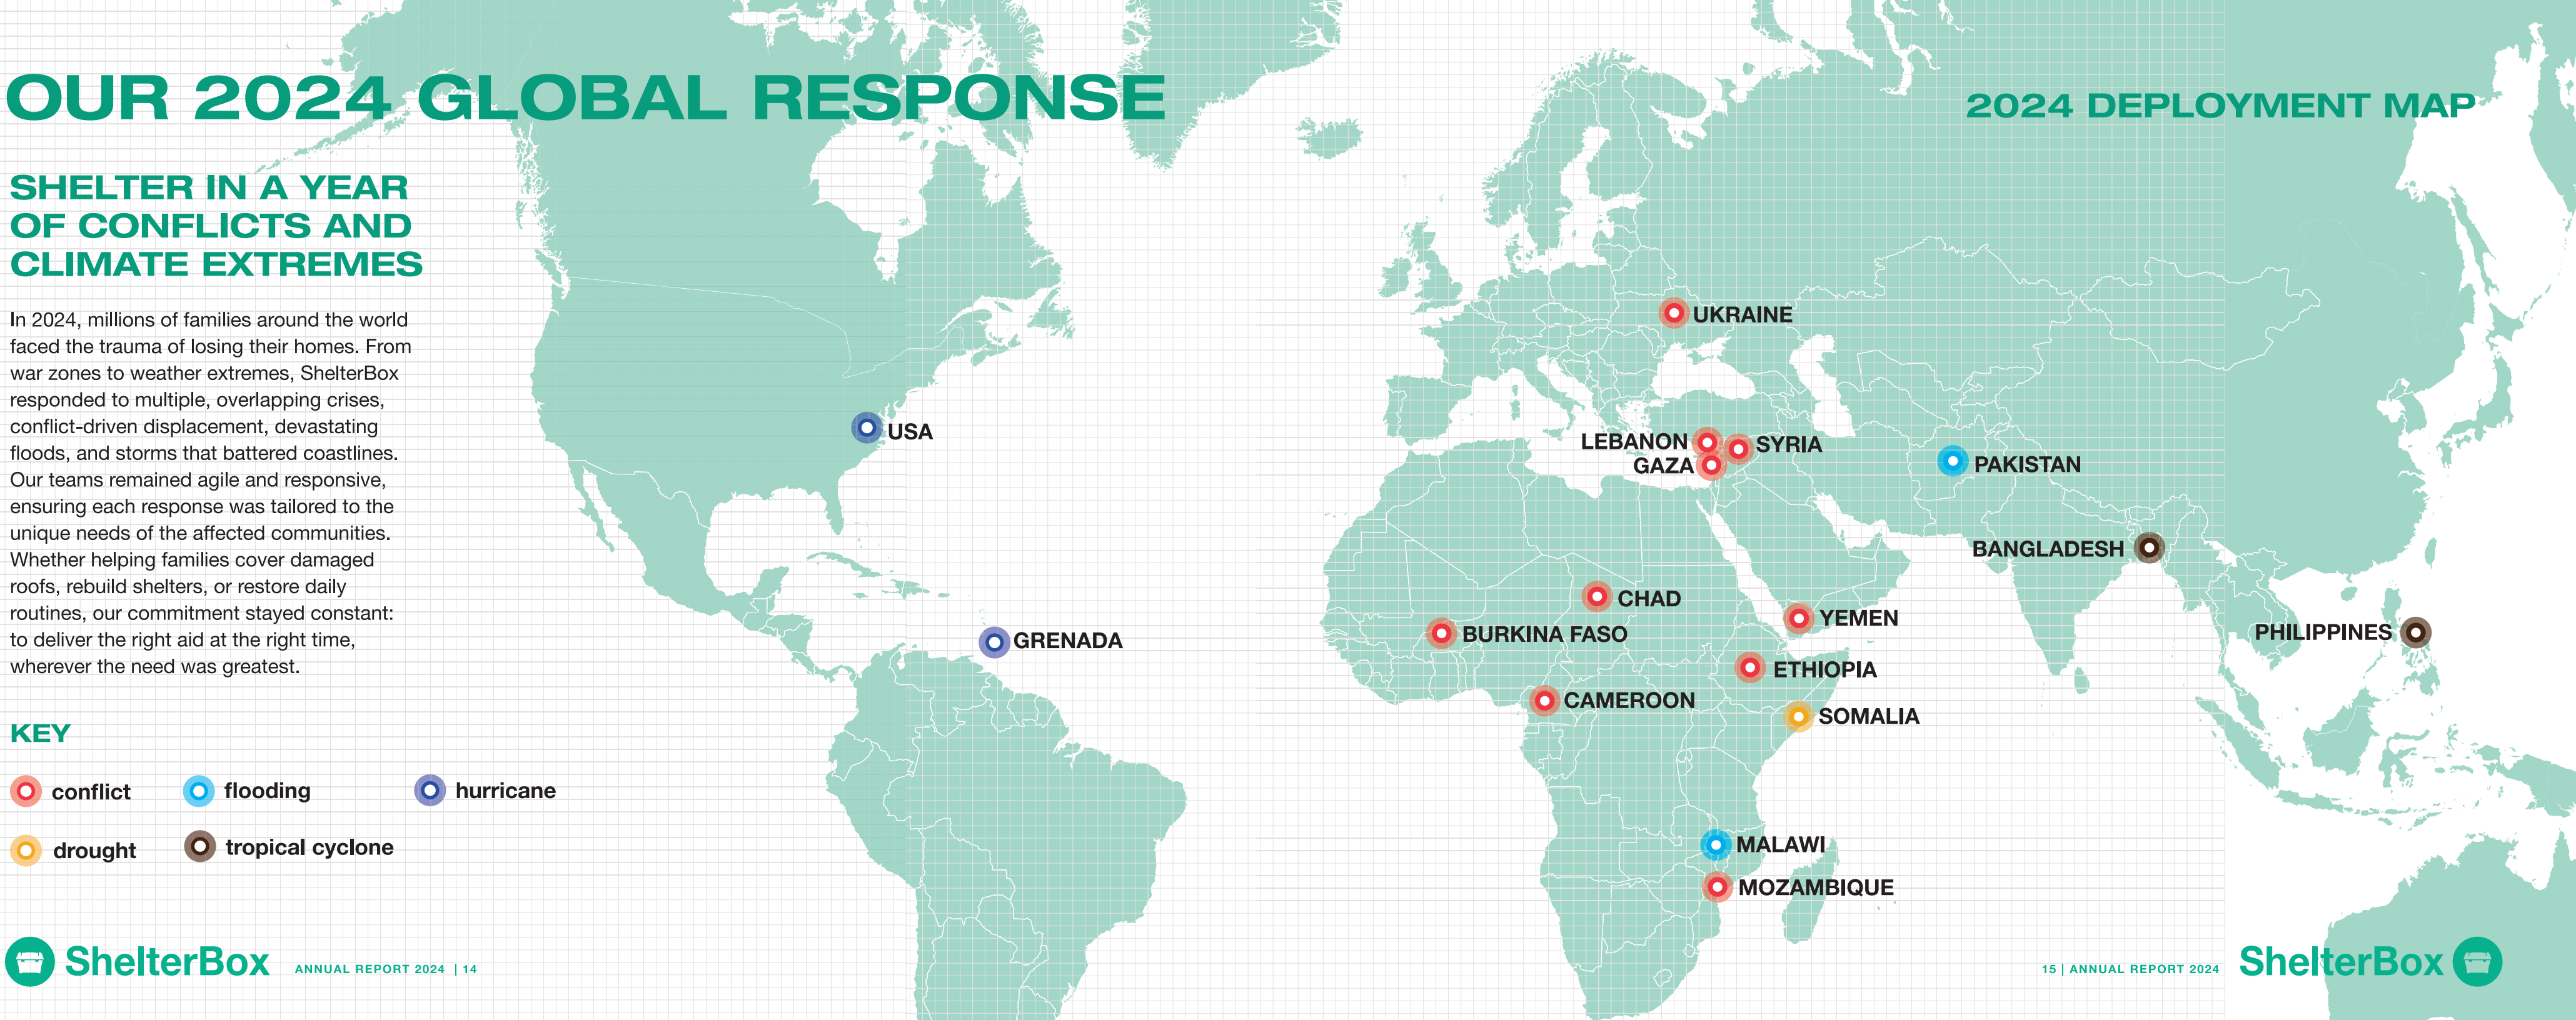 OUR 2024 GLOBAL RESPONSE
2024 DEPLOYMENT MAP
SHELTER IN A YEAR
OF CONFLICTS AND
CLIMATE EXTREMES
In 2024, millions of families around the world
faced the trauma of losing their homes. From
war zones to weather extremes, ShelterBox
responded to multiple, overlapping crises,
conflict-driven displacement, devastating
floods, and storms that battered coastlines.
Our teams remained agile and responsive,
ensuring each response was tailored to the
unique needs of the affected communities.
Whether helping families cover damaged
roofs, rebuild shelters, or restore daily
routines, our commitment stayed constant:
to deliver the right aid at the right time,
wherever the need was greatest.
KEY
conflict
flooding
hurricane
drought
tropical cyclone
USA
GRENADA
UKRAINE
LEBANON
SYRIA
GAZA
PAKISTAN
BANGLADESH
CHAD
YEMEN
BURKINA FASO
PHILIPPINES
ETHIOPIA
CAMEROON
SOMALIA
MALAWI
MOZAMBIQUE
ShelterBox
ANNUAL REPORT 2024 | 14
15 | ANNUAL REPORT 2024
ShelterBox